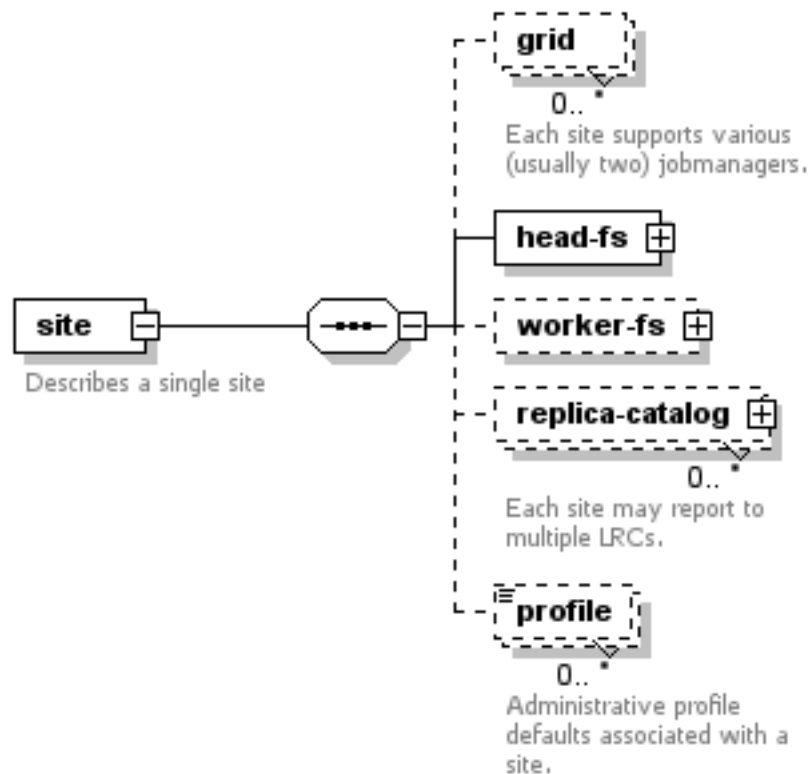 grid
0..*
Each site supports various
(usually two) jobmanagers.
head-fs
site
Describes a single site
worker-fs
replica-catalog
0..*
Each site may report to
multiple LRCs.
profile
0..*
Administrative profile
defaults associated with a
site.